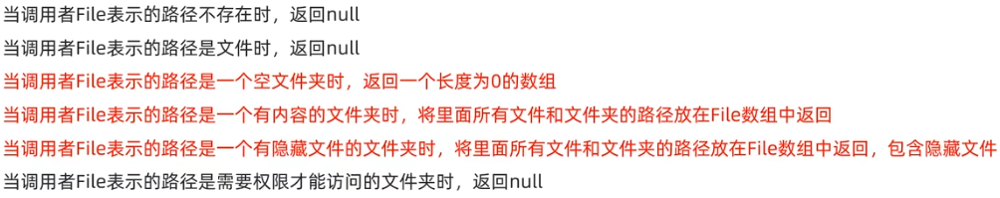 当调用者File表示的路径不存在时，返回null
当调用者File表示的路径是文件时，返回null
当调用者File表示的路径是一个空文件夹时，返回一个长度为0的数组
当调用者File表示的路径是一个有内容的文件夹时，将里面所有文件和文件夹的路径放在File数组中返回
当调用者File表示的路径是一个有隐藏文件的文件夹时，将里面所有文件和文件夹的路径放在File数组中返回，包含隐藏文件
当调用者File表示的路径是需要权限才能访问的文件夹时，返回null